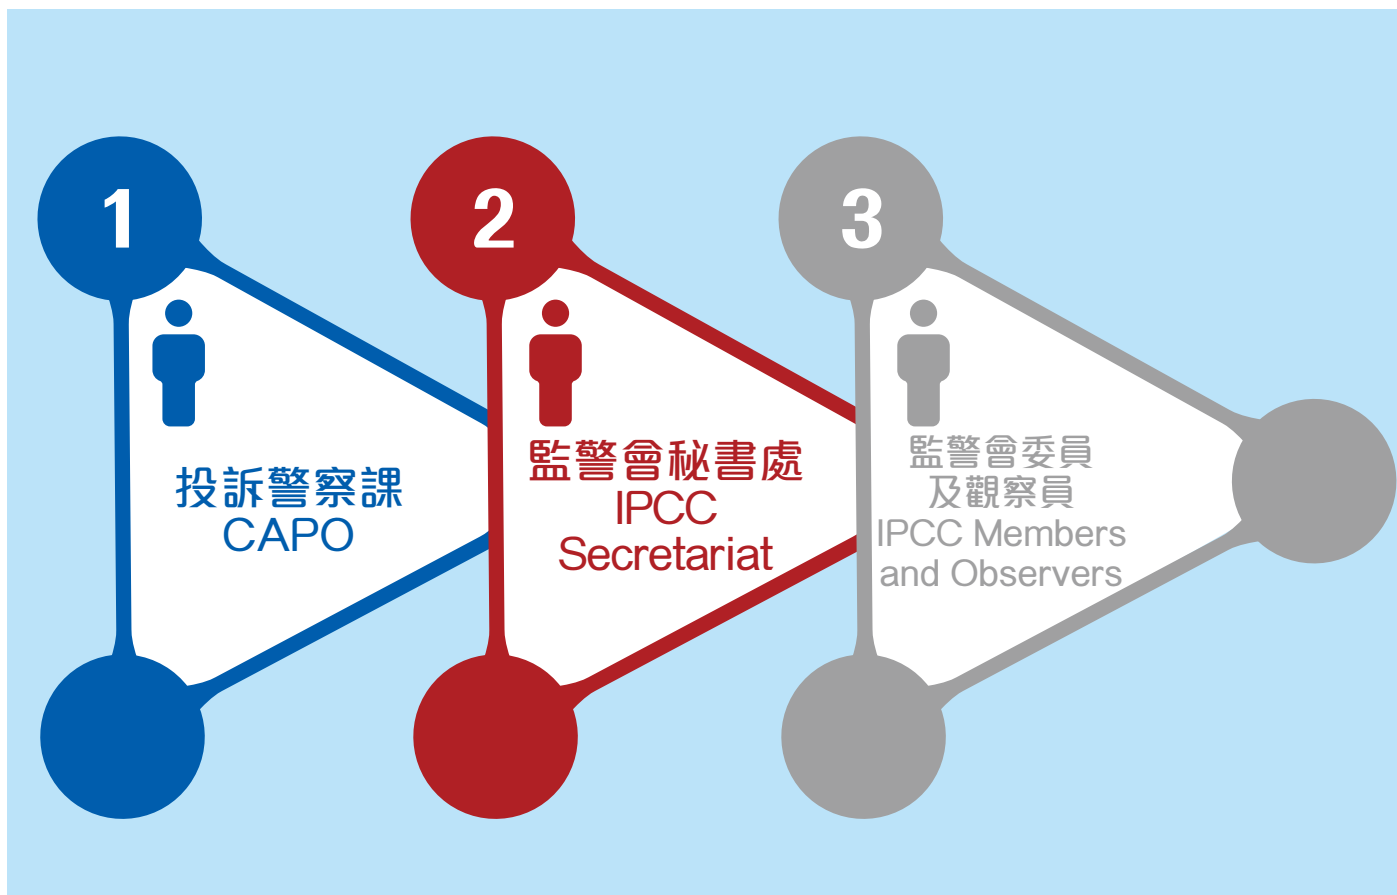 1
投訴警察課
CAPO
2
監警會秘書處
IPCC
Secretariat
3
監警會委員
及觀察員
IPCC Members
and Observers